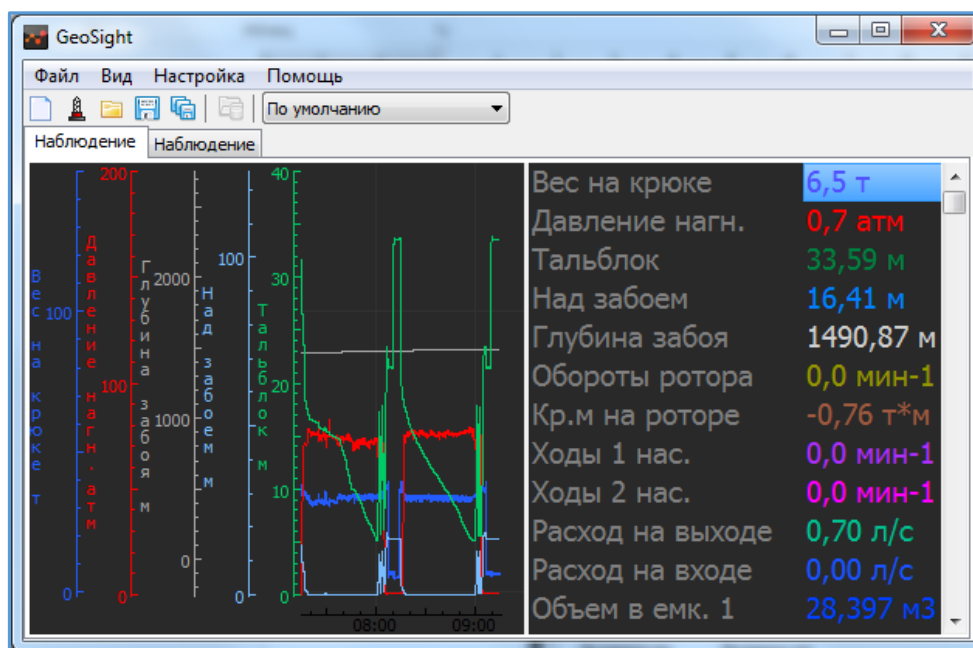 GeoSight
Файл Вид Настройка Помощь
По умолчанию
Наблюдение Наблюдение
Вес на крюке т
100
0
Давление нагн. атм
200
100
0
Глубина забоя м
2000
1000
0
Над забоем м
100
0
Тальблок м
40
30
20
10
0
08:00 09:00
Вес на крюке 6,5 т
Давление нагн. 0,7 атм
Тальблок 33,59 м
Над забоем 16,41 м
Глубина забоя 1490,87 м
Обороты ротора 0,0 мин-1
Кр.м на роторе -0,76 т*м
Ходы 1 нас. 0,0 мин-1
Ходы 2 нас. 0,0 мин-1
Расход на выходе 0,70 л/с
Расход на входе 0,00 л/с
Объем в емк. 1 28,397 м3